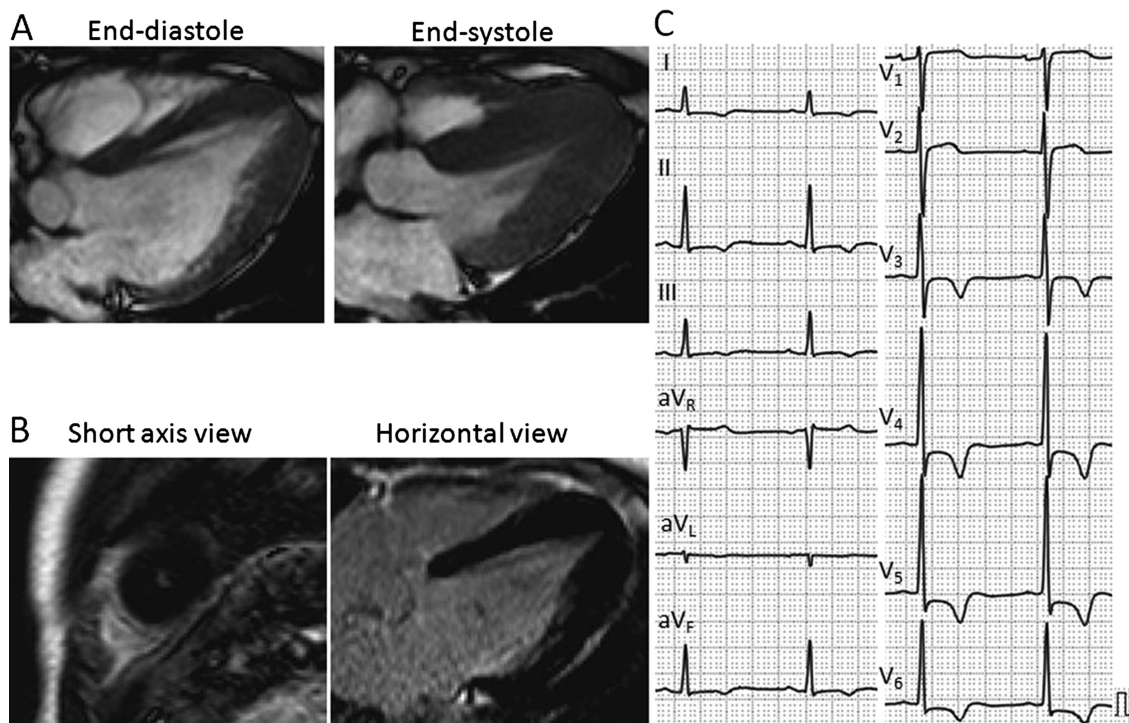 A
End-diastole
End-systole
B
Short axis view
Horizontal view
C
I
II
III
aVR
aVL
aVF
V1
V2
V3
V4
V5
V6